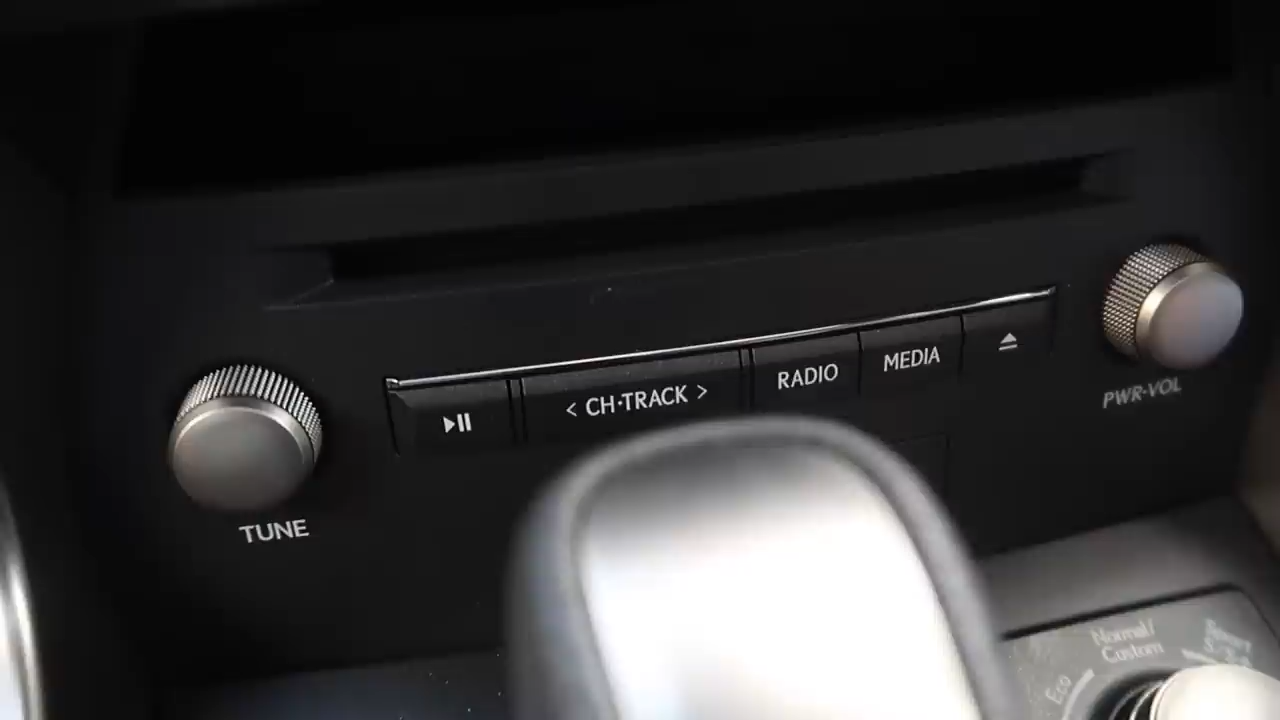 PWR·VOL
RADIO MEDIA
< CH·TRACK >
TUNE
Normal/
Custom
Eco